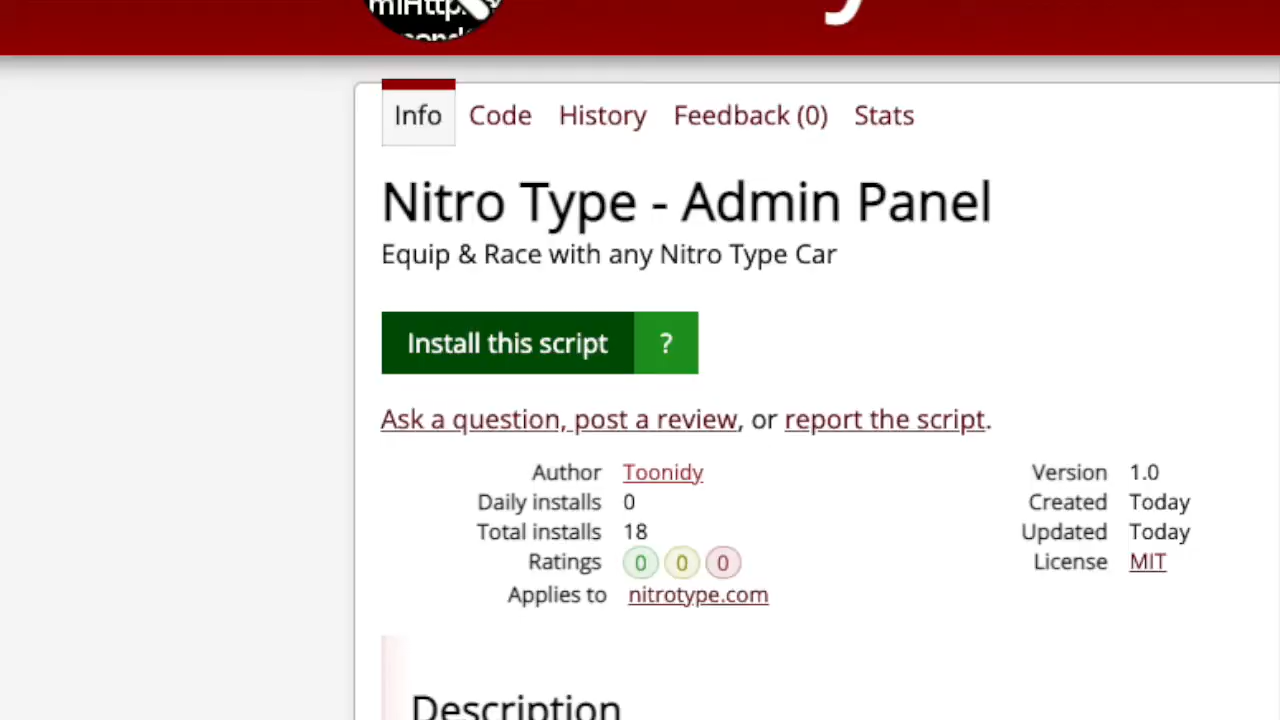 Info Code History Feedback (0) Stats
Nitro Type - Admin Panel
Equip & Race with any Nitro Type Car
Install this script ?
Ask a question, post a review, or report the script.
Author Toonidy Version 1.0
Daily installs 0 Created Today
Total installs 18 Updated Today
Ratings 0 0 0 License MIT
Applies to nitrotype.com
Description